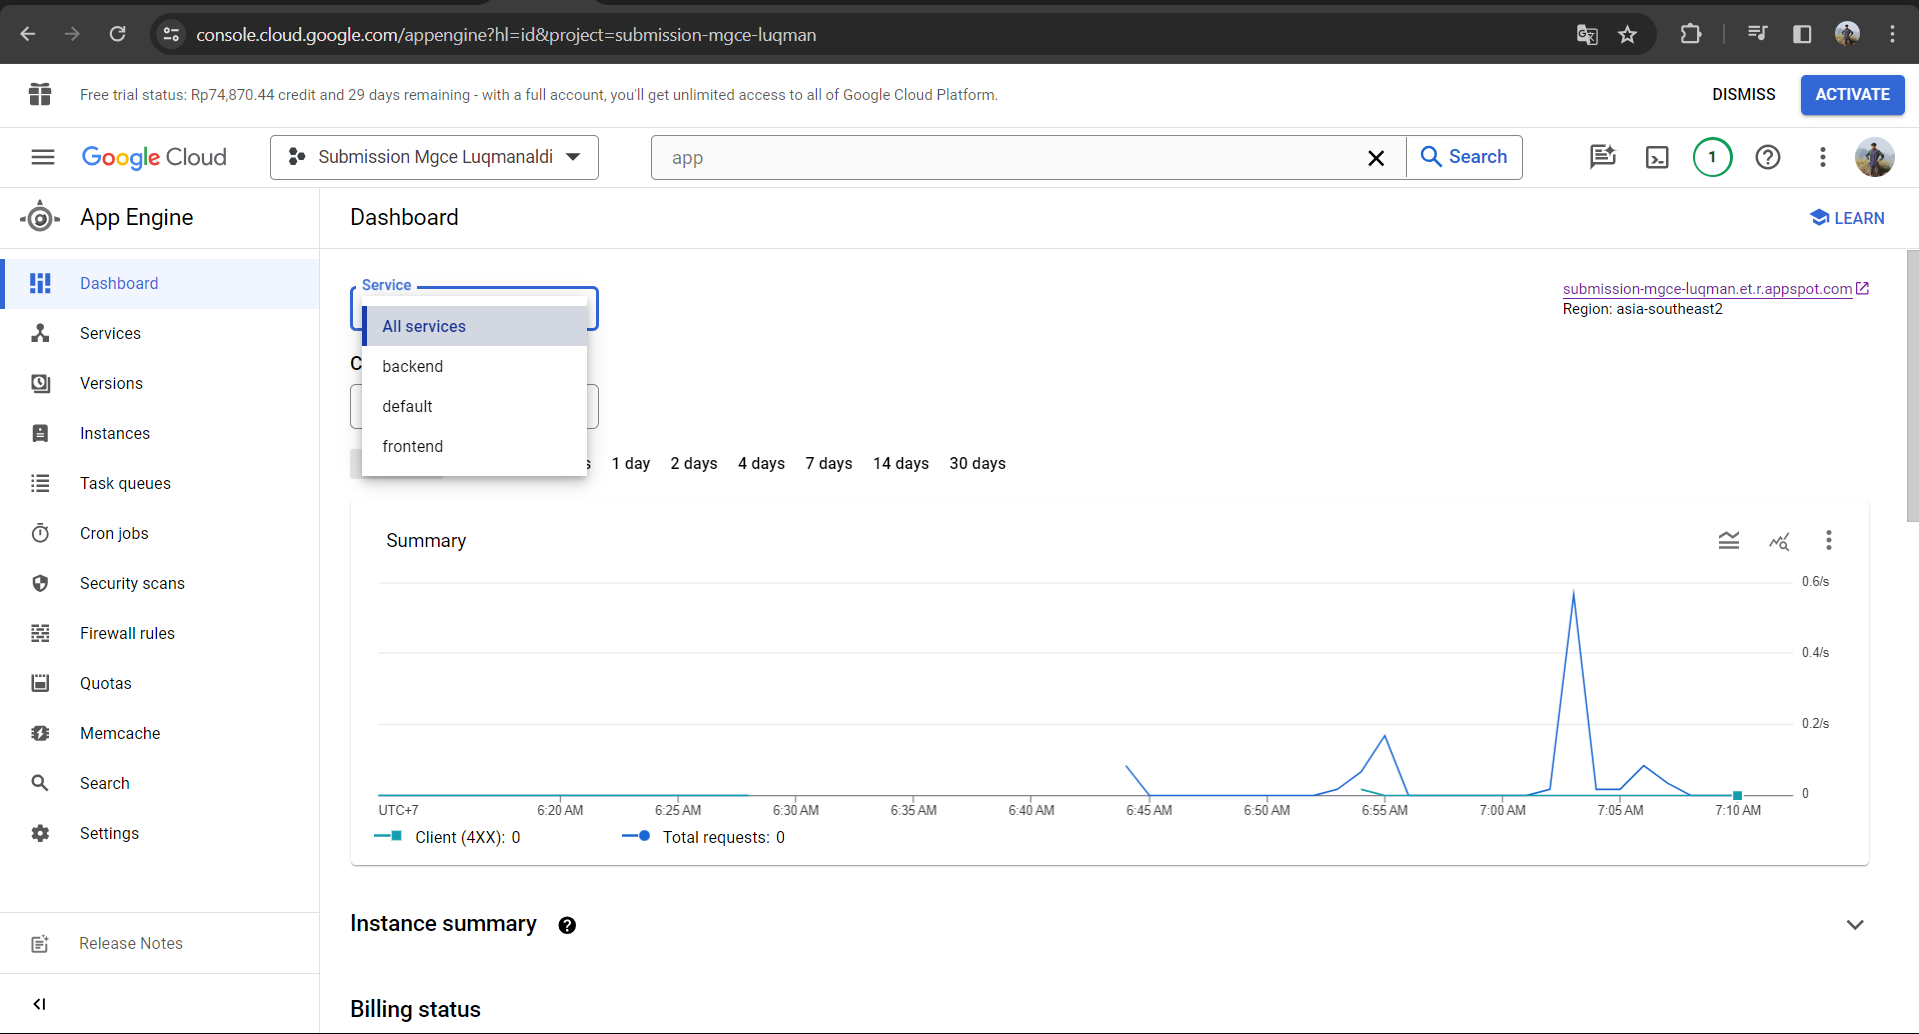 console.cloud.google.com/appengine?hl=id&project=submission-mgce-luqman
Free trial status: Rp74,870.44 credit and 29 days remaining - with a full account, you'll get unlimited access to all of Google Cloud Platform.
DISMISS
ACTIVATE
Google Cloud
Submission Mgce Luqmanaldi
app
Search
1
App Engine
Dashboard
LEARN
Dashboard
Services
Versions
Instances
Task queues
Cron jobs
Security scans
Firewall rules
Quotas
Memcache
Search
Settings
Release Notes
Service
All services
backend
default
frontend
submission-mgce-luqman.et.r.appspot.com
Region: asia-southeast2
1 day 2 days 4 days 7 days 14 days 30 days
Summary
0.6/s
0.4/s
0.2/s
0
UTC+7 6:20 AM 6:25 AM 6:30 AM 6:35 AM 6:40 AM 6:45 AM 6:50 AM 6:55 AM 7:00 AM 7:05 AM 7:10 AM
Client (4XX): 0 Total requests: 0
Instance summary
Billing status